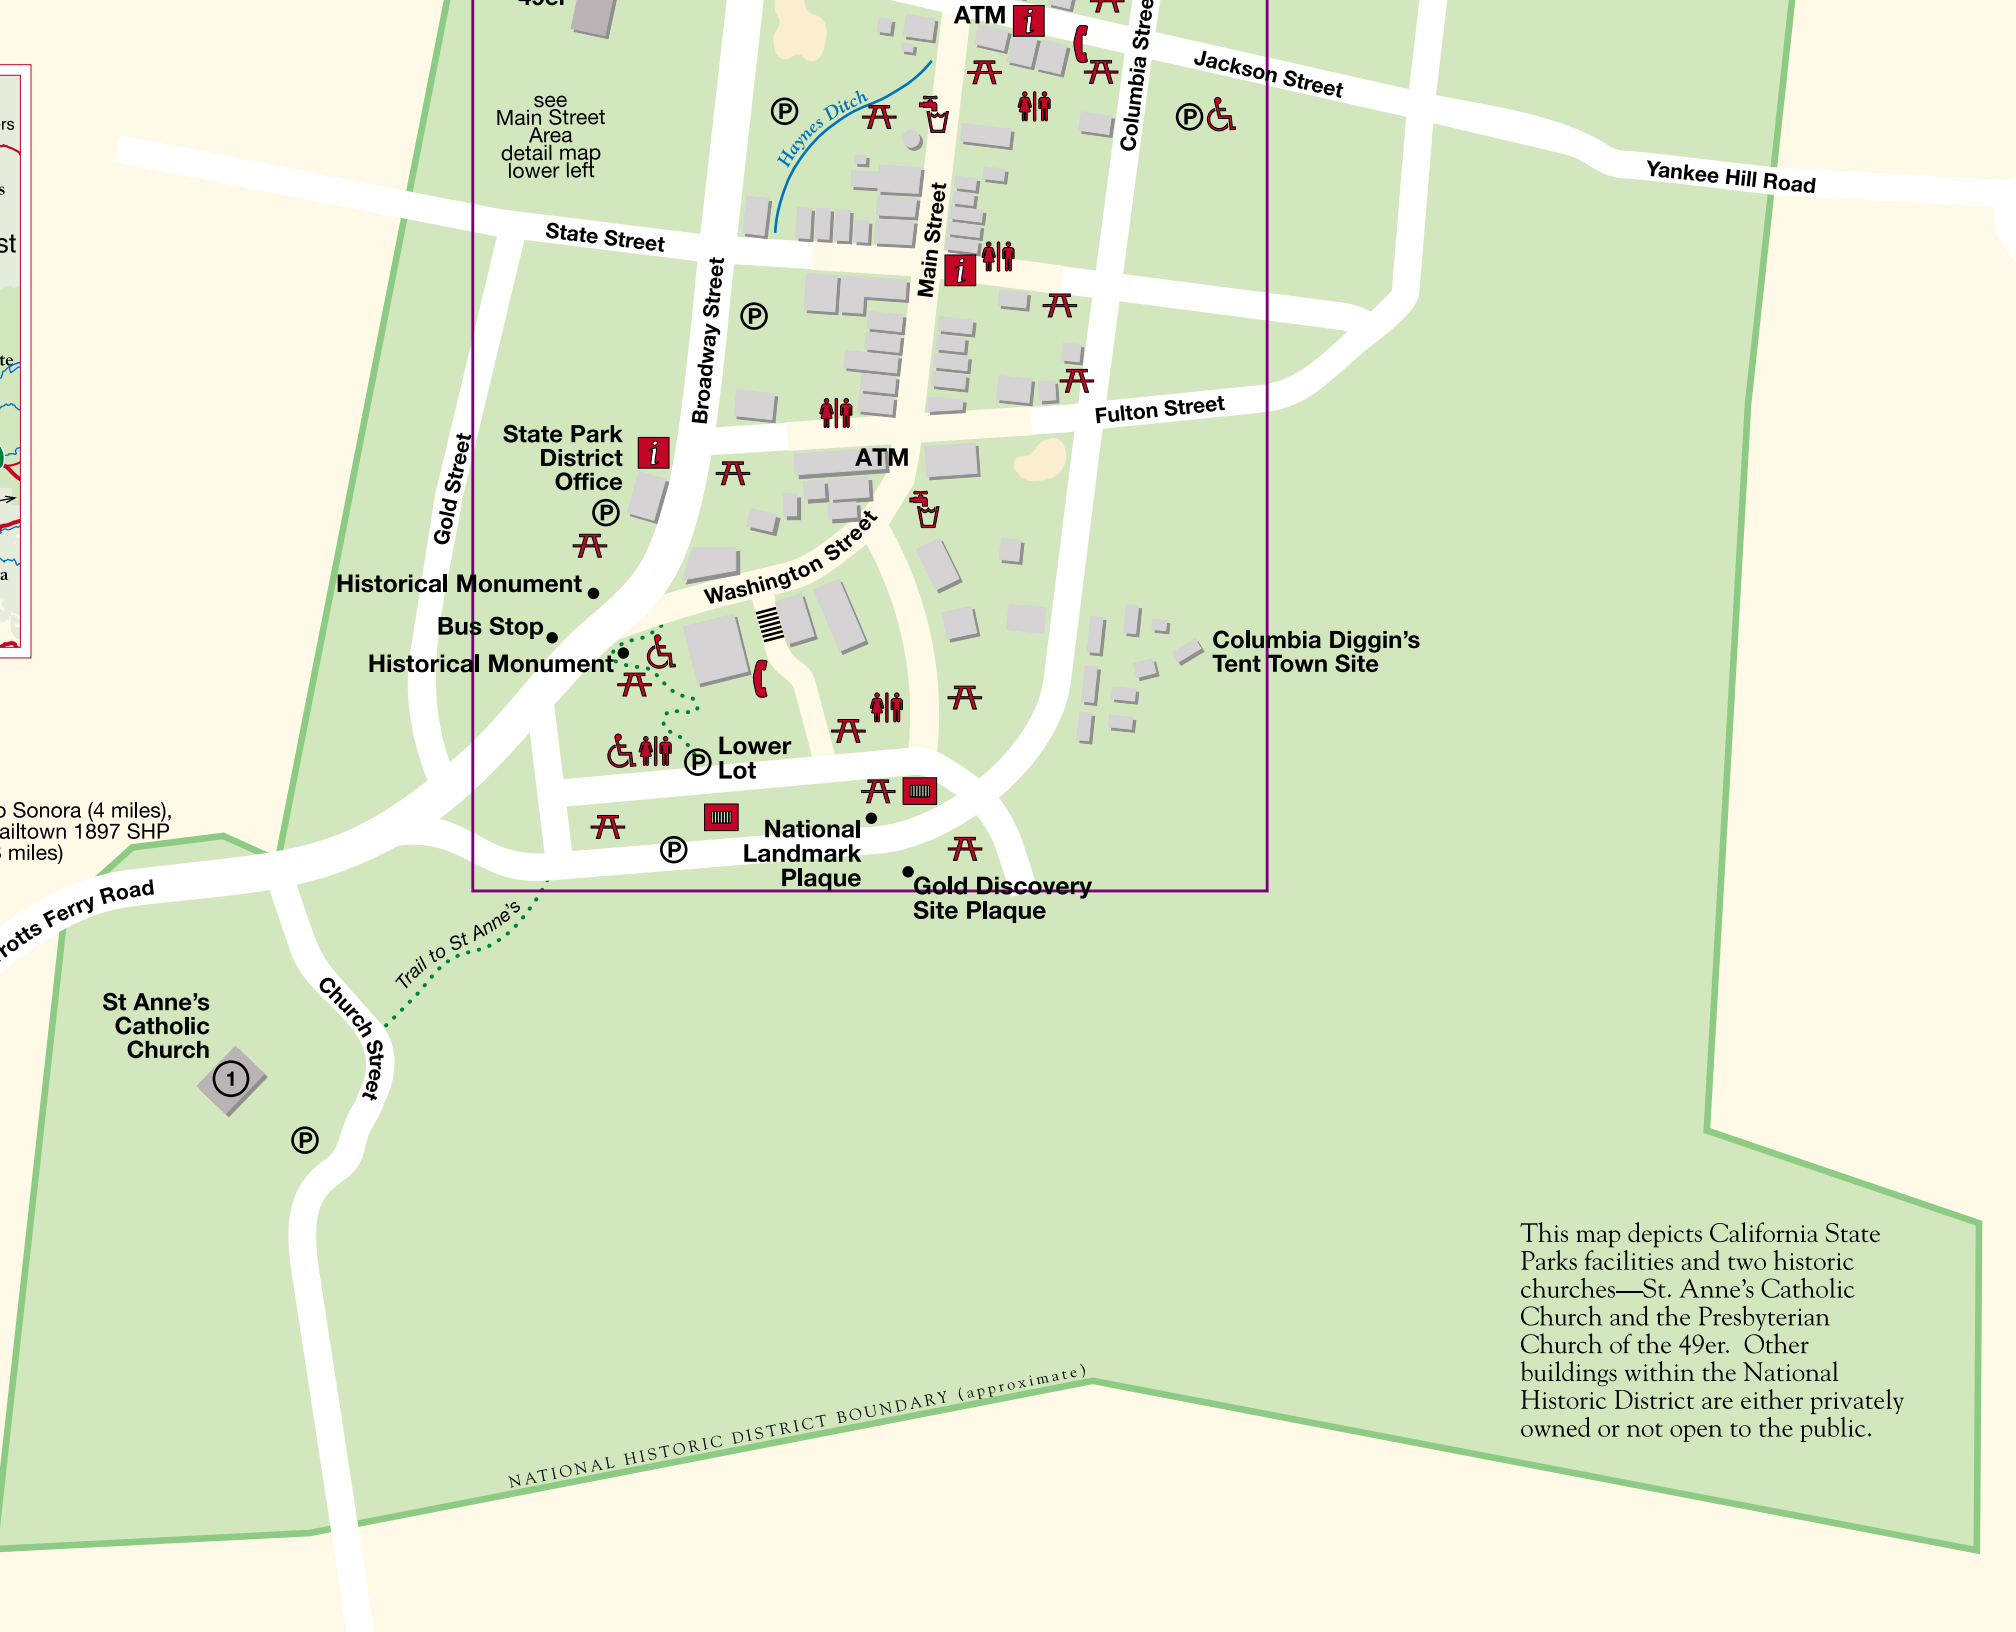 49er
ATM
i
Columbia Stree
Jackson Street
see
Main Street
Area
detail map
lower left
P
Haynes Ditch
P
Yankee Hill Road
ors
s
st
State Street
Main Street
i
Broadway Street
P
te
Fulton Street
State Park
District
Office
i
ATM
P
Gold Street
Washington Street
a
Historical Monument
Bus Stop
Historical Monument
Columbia Diggin’s
Tent Town Site
P
Lower
Lot
o Sonora (4 miles),
ailtown 1897 SHP
miles)
National
Landmark
Plaque
P
Gold Discovery
Site Plaque
rotts Ferry Road
Trail to St Anne’s
St Anne’s
Catholic
Church
Church Street
1
P
This map depicts California State
Parks facilities and two historic
churches—St. Anne’s Catholic
Church and the Presbyterian
Church of the 49er.  Other
buildings within the National
Historic District are either privately
owned or not open to the public.
NATIONAL HISTORIC DISTRICT BOUNDARY (approximate)